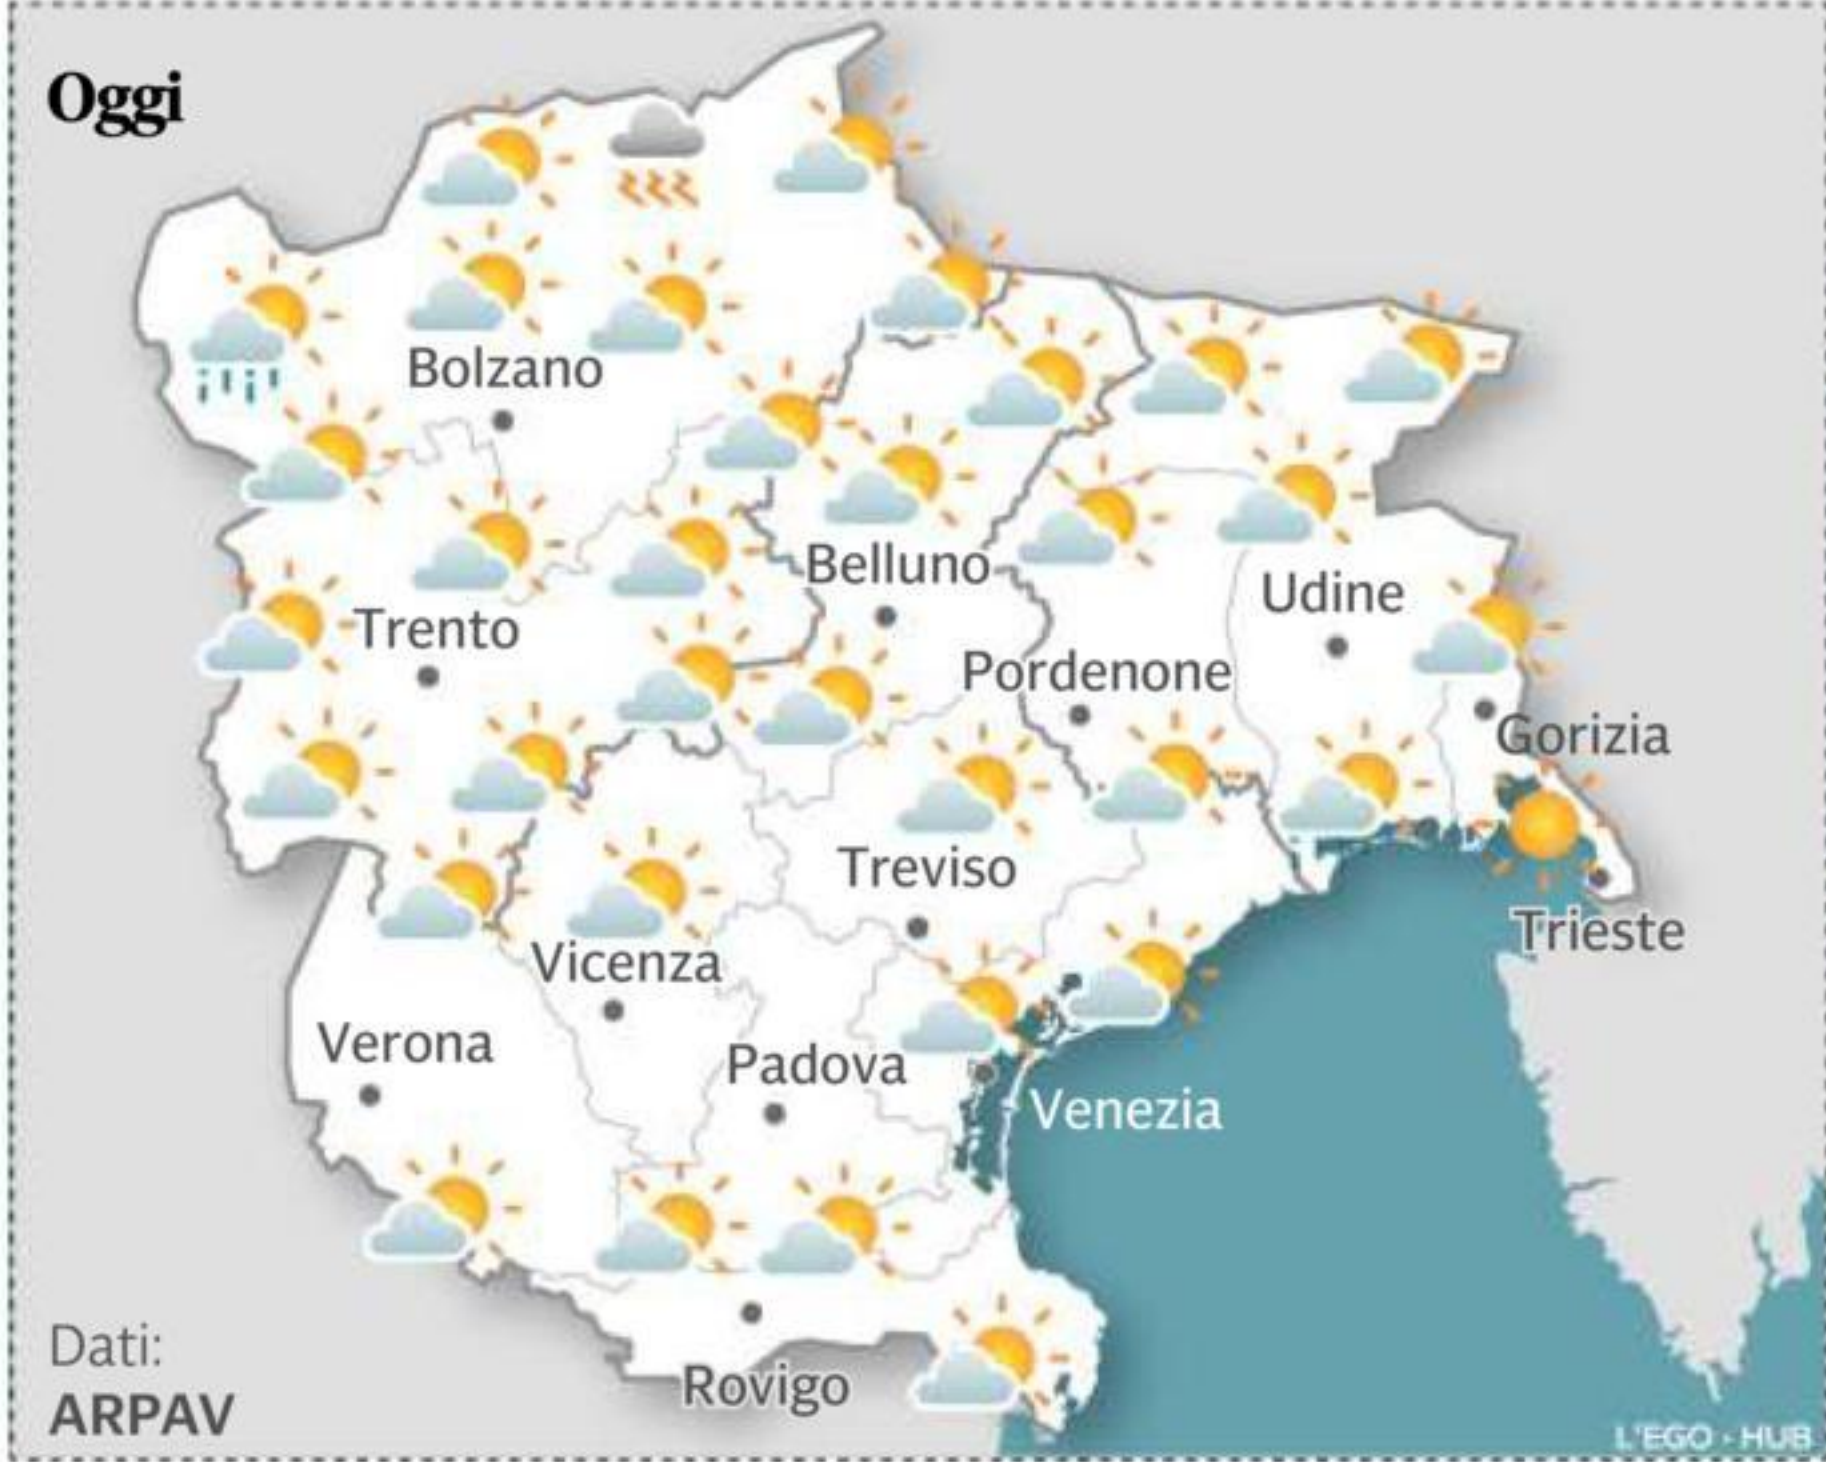 Oggi
Bolzano
Belluno
Udine
Trento
Pordenone
Gorizia
Treviso
Trieste
Vicenza
Verona
Padova
Venezia
Rovigo
Dati:
ARPAV
L'EGO - HUB